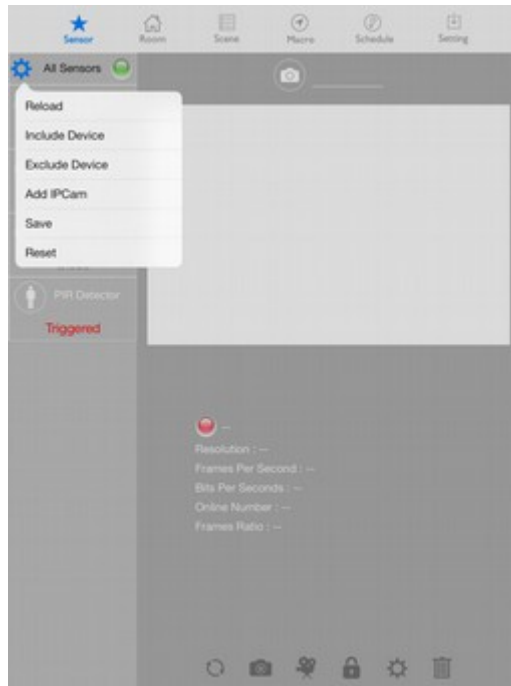 Sensor Room Scene Macro Schedule Setting
All Sensors
Reload
Include Device
Exclude Device
Add IPCam
Save
Reset
PIR Detector
Triggered
--
Resolution : --
Frames Per Second : --
Bits Per Seconds : --
Online Number : --
Frames Ratio : --